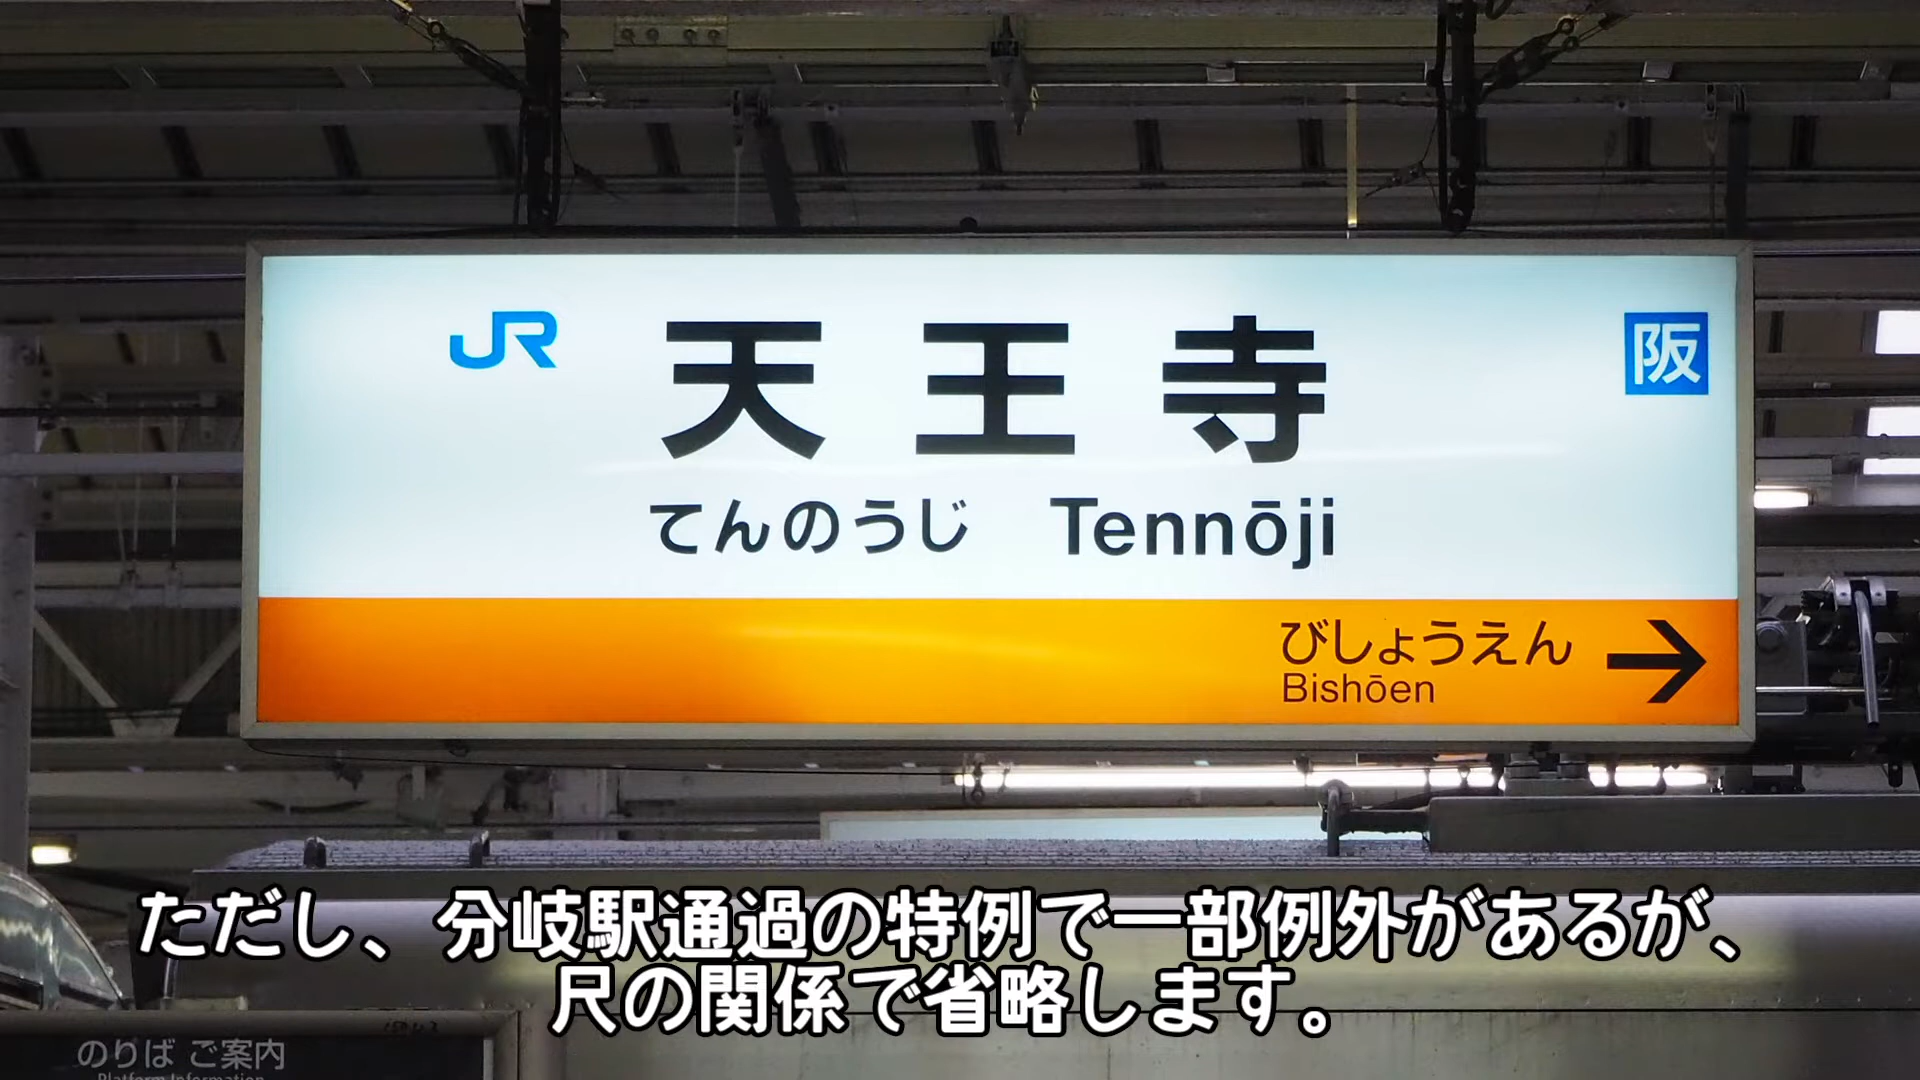 JR 天王寺 阪
てんのうじ Tennōji
びしょうえん
Bishōen
ただし、分岐駅通過の特例で一部例外があるが、
尺の関係で省略します。
のりば ご案内
Platform Information